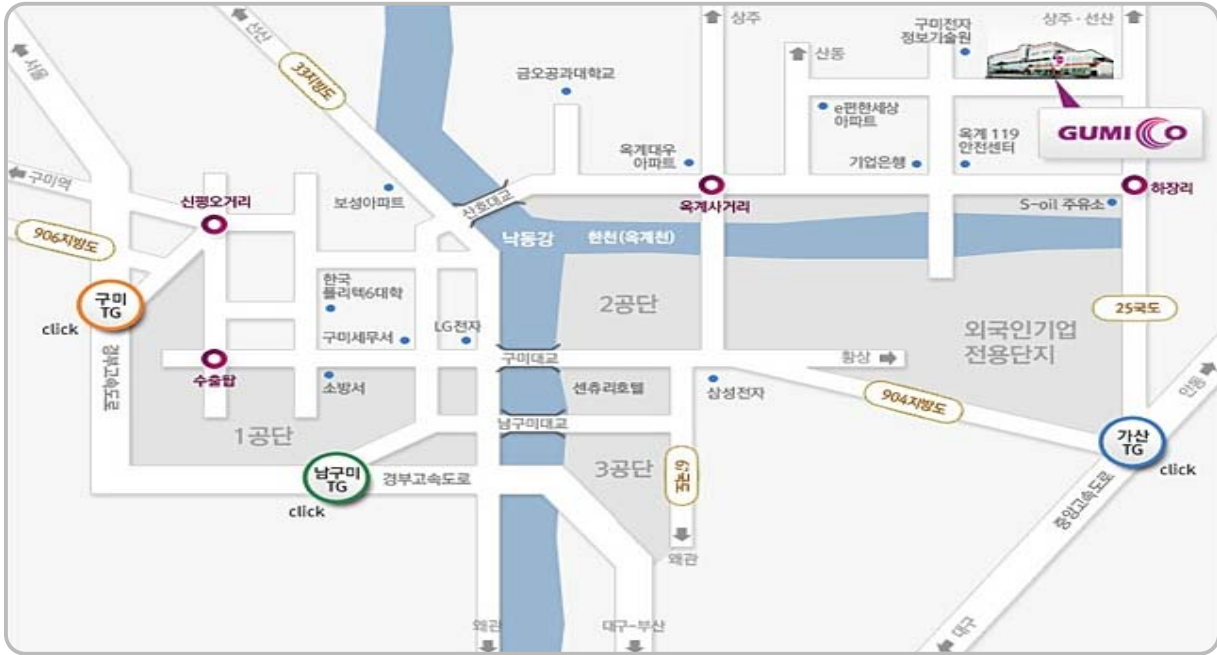 선산
상주
구미전자
정보기술원
상주·선산
서울
33지방도
산동
금오공과대학교
e편한세상
아파트
GUMICO
옥계 119
안전센터
옥계대우
아파트
기업은행
구미역
신평오거리
보성아파트
산호대교
옥계사거리
하장리
S-oil 주유소
906지방도
낙동강
한천(옥계천)
한국
폴리텍6대학
구미
TG
click
2공단
25국도
외국인기업
전용단지
LG전자
구미세무서
구미대교
황상
경부고속도로
수출탑
소방서
센츄리호텔
삼성전자
904지방도
안동
남구미대교
1공단
가산
TG
click
3공단
67국도
남구미
TG
click
경부고속도로
중앙고속도로
왜관
왜관
대구-부산
대구